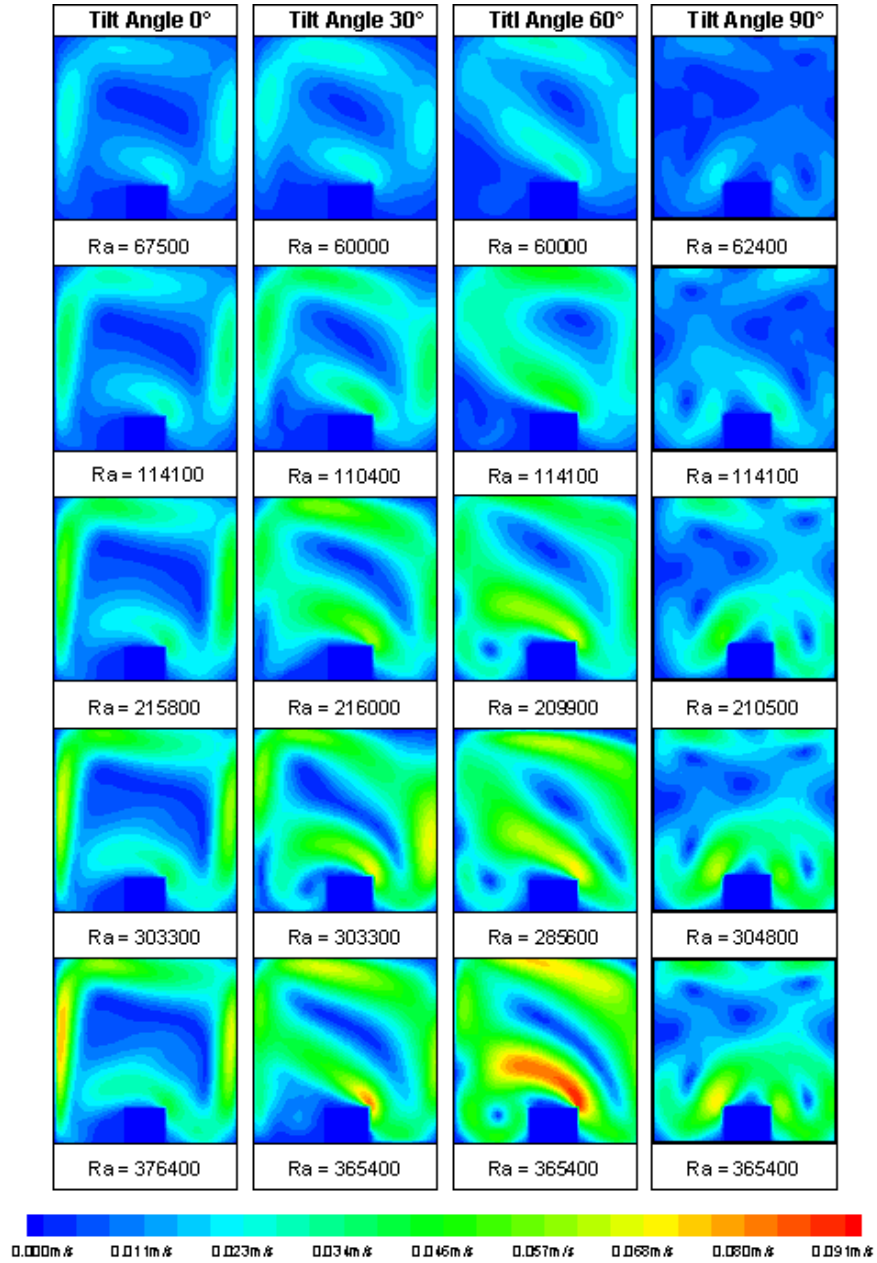 Tilt Angle 0° Tilt Angle 30° Titl Angle 60° Tilt Angle 90°
Ra = 67500 Ra = 60000 Ra = 60000 Ra = 62400
Ra = 114100 Ra = 110400 Ra = 114100 Ra = 114100
Ra = 215800 Ra = 216000 Ra = 209900 Ra = 210500
Ra = 303300 Ra = 303300 Ra = 285600 Ra = 304800
Ra = 376400 Ra = 365400 Ra = 365400 Ra = 365400
0.000m/s 0.011m/s 0.023m/s 0.034m/s 0.046m/s 0.057m/s 0.068m/s 0.080m/s 0.091m/s